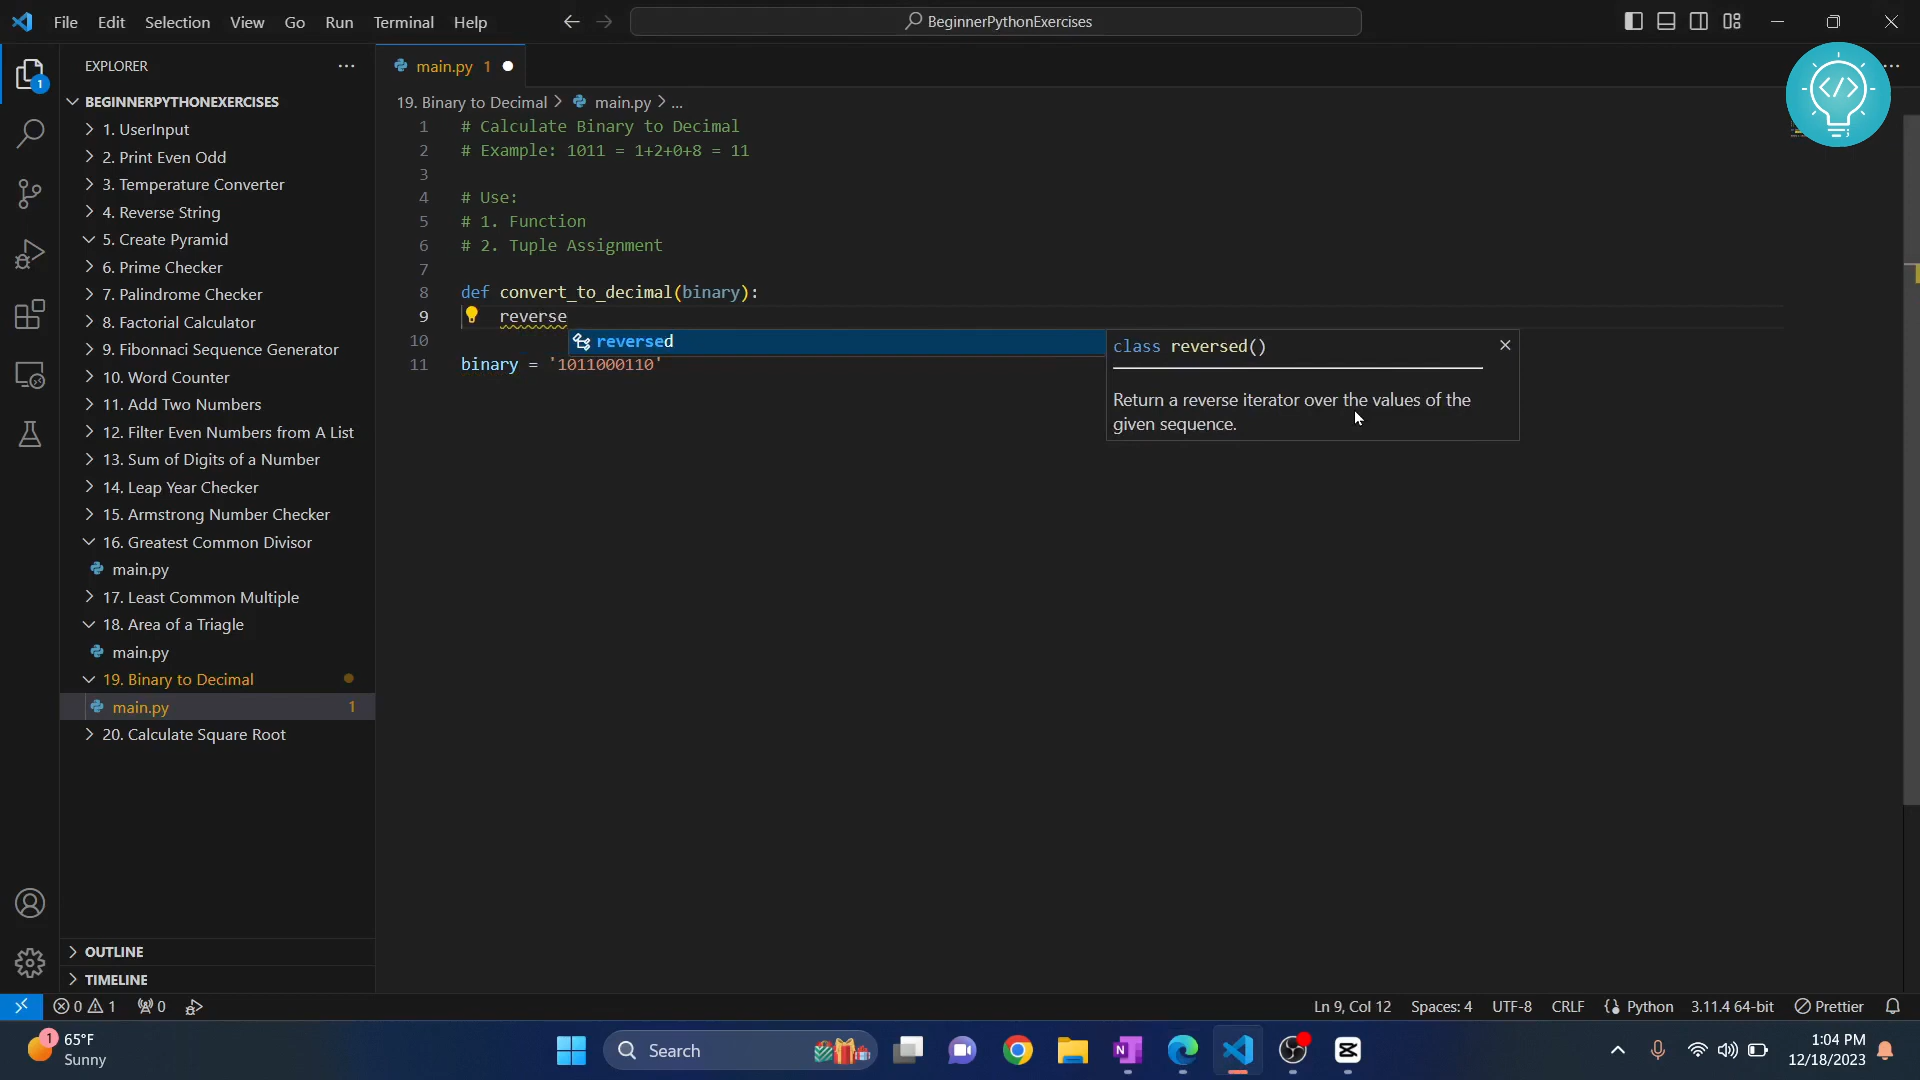 File Edit Selection View Go Run Terminal Help
BeginnerPythonExercises
EXPLORER
BEGINNERPYTHONEXERCISES
1. UserInput
2. Print Even Odd
3. Temperature Converter
4. Reverse String
5. Create Pyramid
6. Prime Checker
7. Palindrome Checker
8. Factorial Calculator
9. Fibonnaci Sequence Generator
10. Word Counter
11. Add Two Numbers
12. Filter Even Numbers from A List
13. Sum of Digits of a Number
14. Leap Year Checker
15. Armstrong Number Checker
16. Greatest Common Divisor
main.py
17. Least Common Multiple
18. Area of a Triagle
main.py
19. Binary to Decimal
main.py 1
20. Calculate Square Root
OUTLINE
TIMELINE
1
main.py 1
19. Binary to Decimal > main.py > ...
1 # Calculate Binary to Decimal
2 # Example: 1011 = 1+2+0+8 = 11
3
4 # Use:
5 # 1. Function
6 # 2. Tuple Assignment
7
8 def convert_to_decimal(binary):
9 reverse
10
11 binary = '1011000110'
reversed
class reversed()
Return a reverse iterator over the values of the
given sequence.
</>
0 1 0
Ln 9, Col 12 Spaces: 4 UTF-8 CRLF Python 3.11.4 64-bit Prettier
1
65°F
Sunny
Search
1:04 PM
12/18/2023